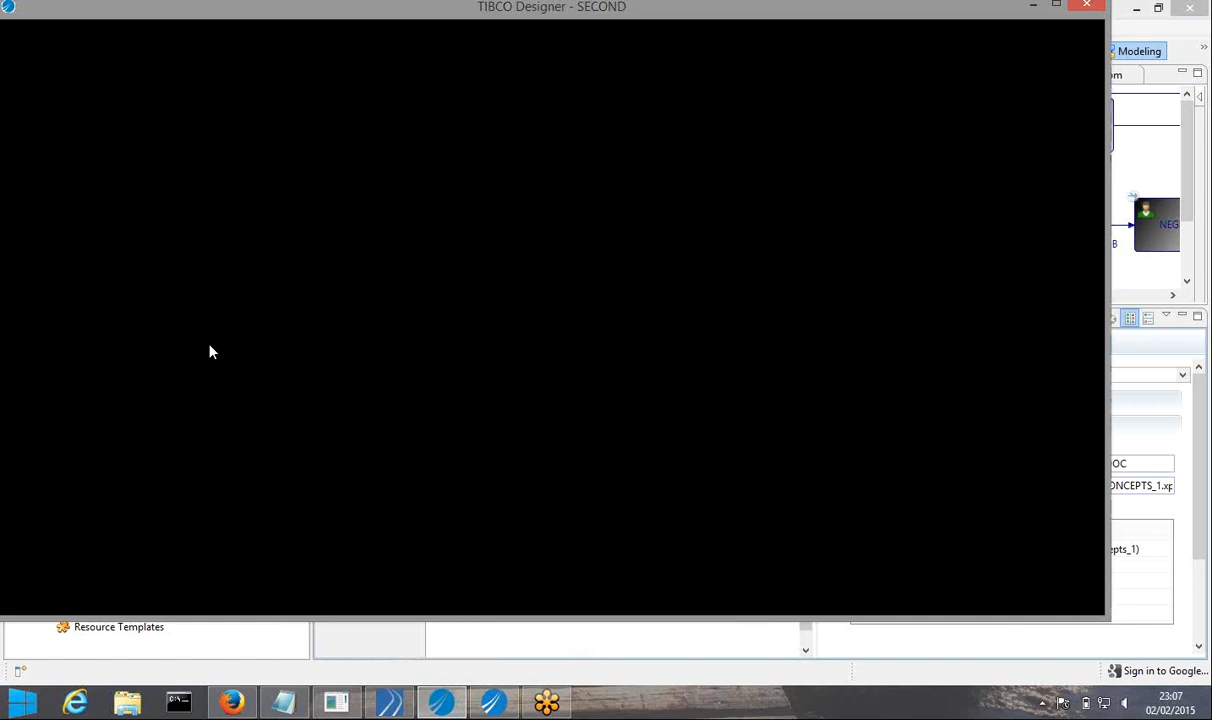 TIBCO Designer - SECOND
Modeling
om
NEG
B
OC
ONCEPTS_1.xp
epts_1)
Resource Templates
Sign in to Google...
23:07
02/02/2015